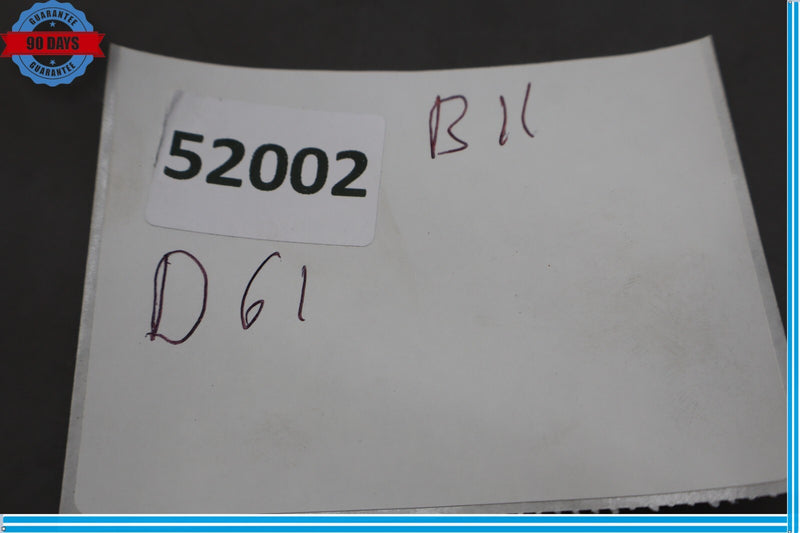 GUARANTEE
90 DAYS
GUARANTEE
B 11
52002
D 61